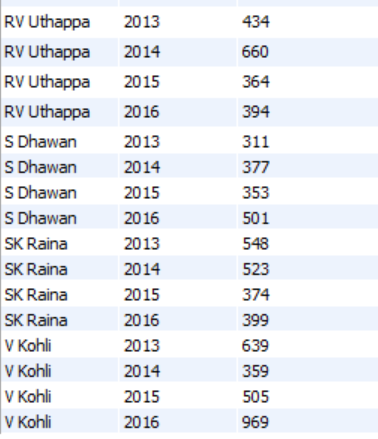 RV Uthappa 2013 434
RV Uthappa 2014 660
RV Uthappa 2015 364
RV Uthappa 2016 394
S Dhawan 2013 311
S Dhawan 2014 377
S Dhawan 2015 353
S Dhawan 2016 501
SK Raina 2013 548
SK Raina 2014 523
SK Raina 2015 374
SK Raina 2016 399
V Kohli 2013 639
V Kohli 2014 359
V Kohli 2015 505
V Kohli 2016 969